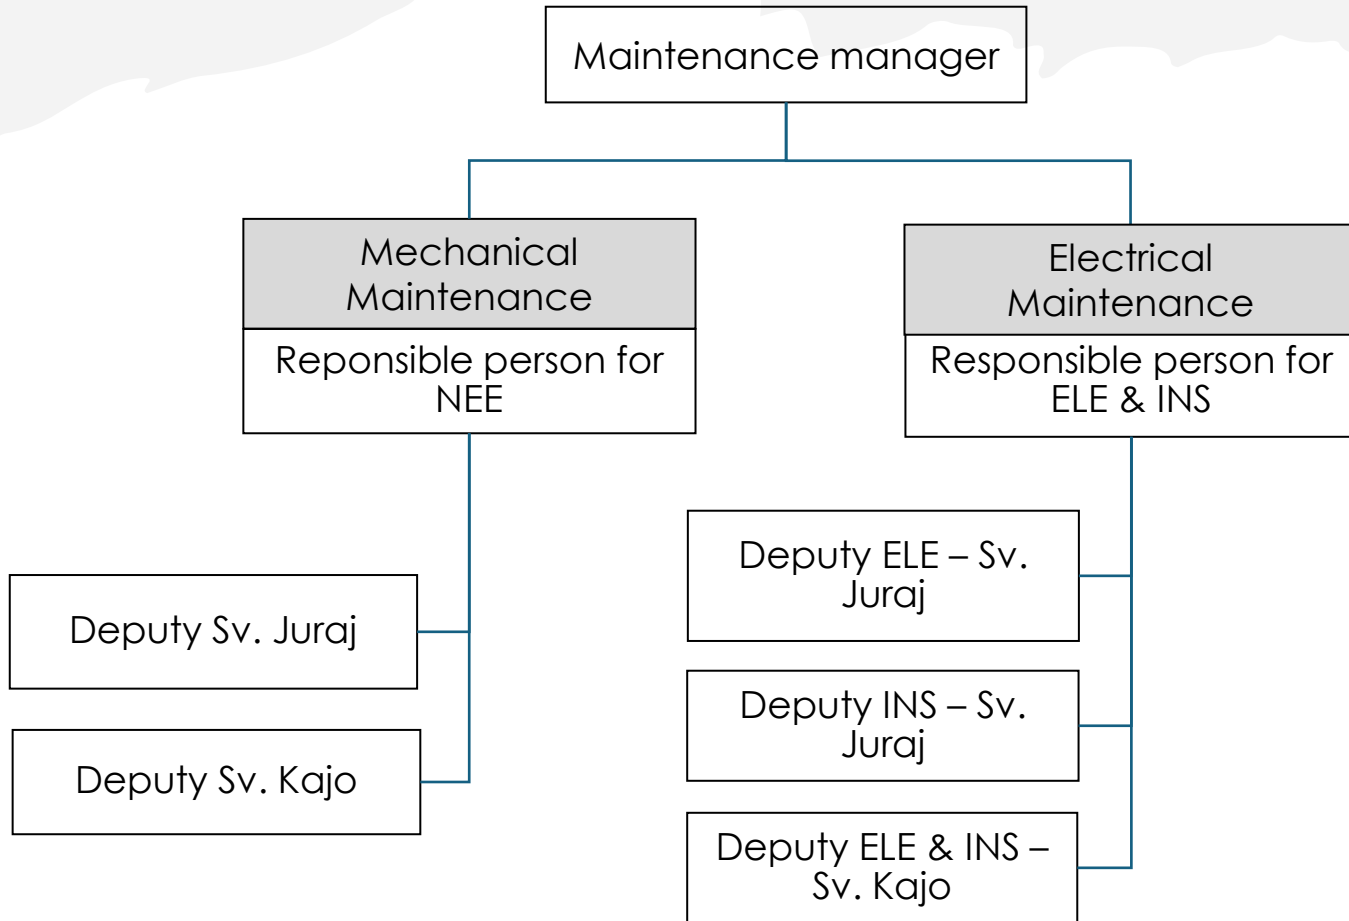 Maintenance manager
Mechanical
Maintenance
Reponsible person for
NEE
Electrical
Maintenance
Responsible person for
ELE & INS
Deputy Sv. Juraj
Deputy Sv. Kajo
Deputy ELE – Sv.
Juraj
Deputy INS – Sv.
Juraj
Deputy ELE & INS –
Sv. Kajo